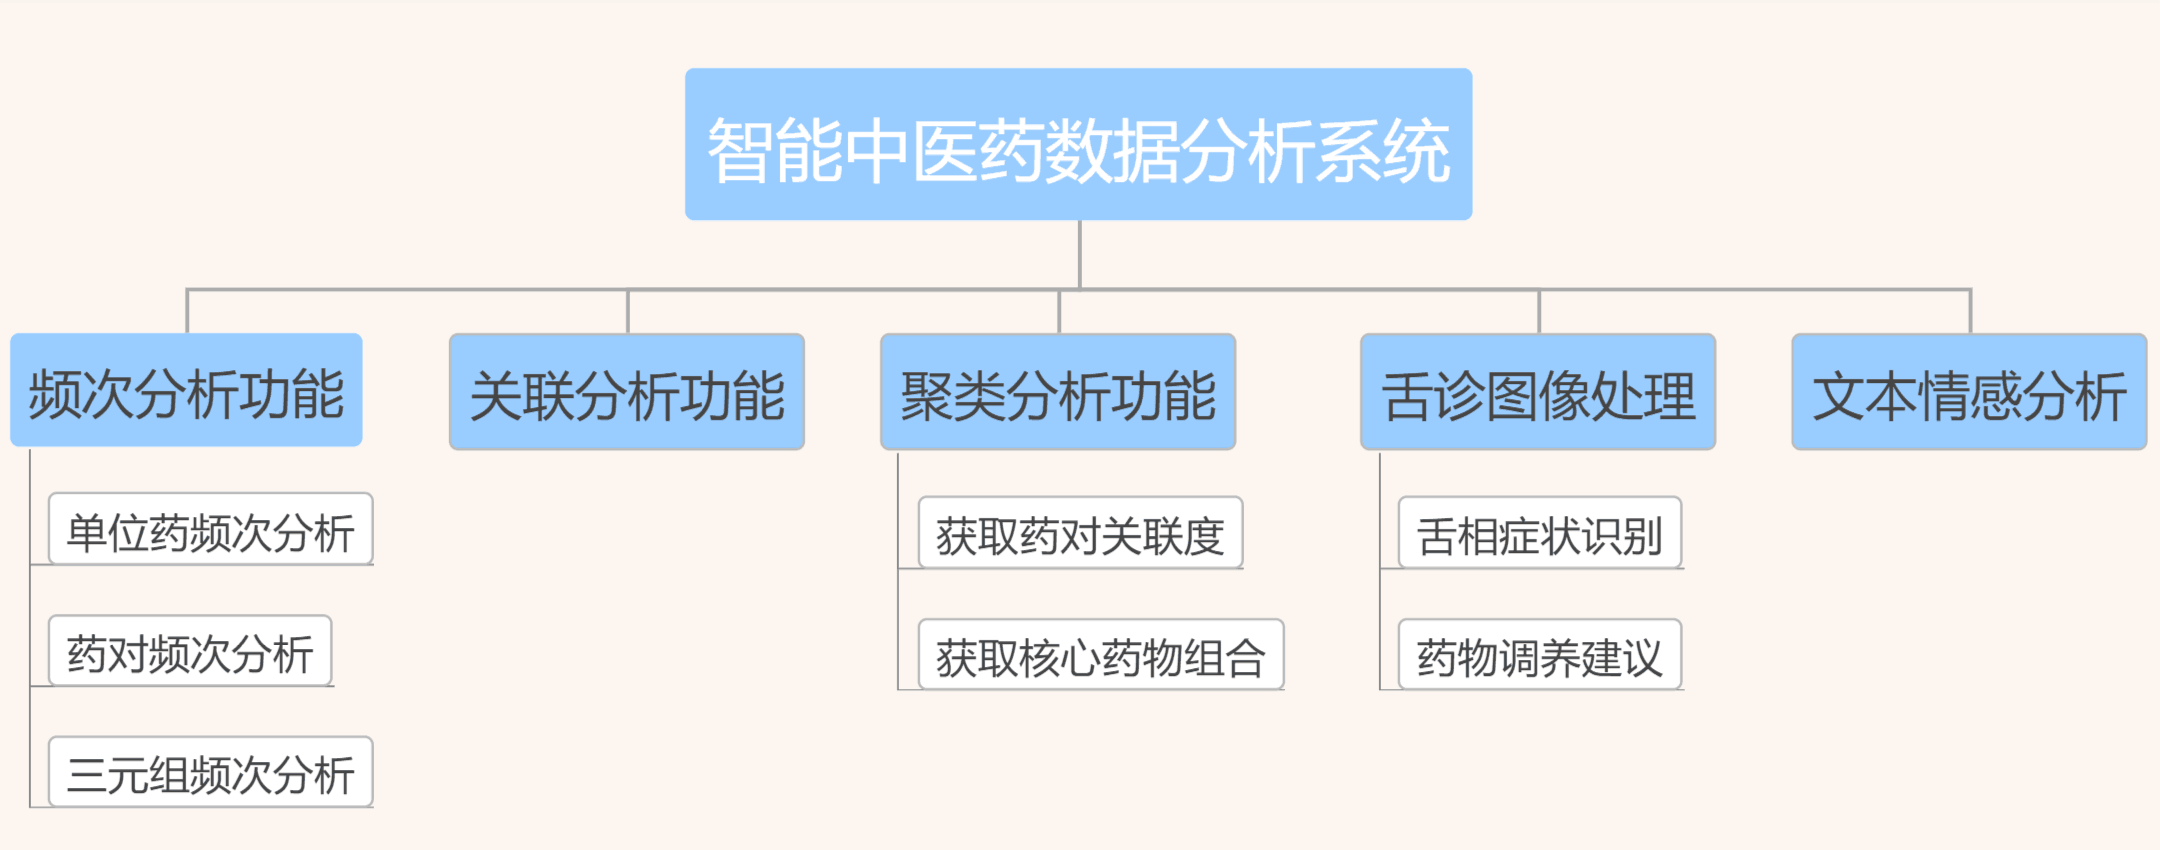 智能中医药数据分析系统
频次分析功能
关联分析功能
聚类分析功能
舌诊图像处理
文本情感分析
单位药频次分析
药对频次分析
三元组频次分析
获取药对关联度
获取核心药物组合
舌相症状识别
药物调养建议